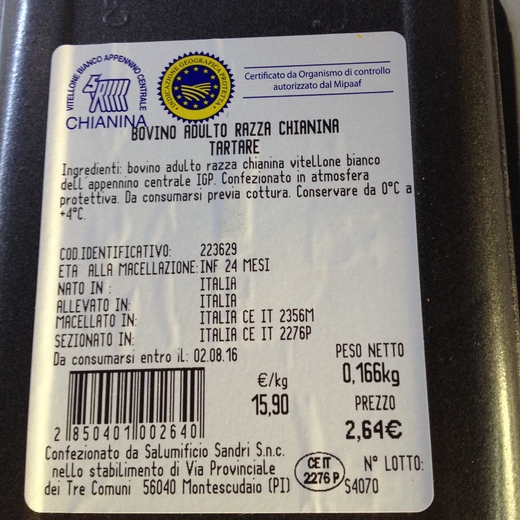 VITELLONE BIANCO APPENNINO CENTRALE
5R
CHIANINA
INDICAZIONE GEOGRAFICA PROTETTA
Certificato da Organismo di controllo
autorizzato dal Mipaaf
BOVINO ADULTO RAZZA CHIANINA
TARTARE
Ingredienti: bovino adulto razza chianina vitellone bianco
dell'appennino centrale IGP. Confezionato in atmosfera
protettiva. Da consumarsi previa cottura. Conservare da 0°C a
+4°C.
COD.IDENTIFICATIVO: 223629
ETA ALLA MACELLAZIONE: INF 24 MESI
NATO IN : ITALIA
ALLEVATO IN: ITALIA
MACELLATO IN: ITALIA CE IT 2356M
SEZIONATO IN: ITALIA CE IT 2276P
Da consumarsi entro il: 02.08.16
PESO NETTO
€/kg 0,166kg
15,90 PREZZO
2,64€
2 850401 002640
Confezionato da Salumificio Sandri S.n.c.
nello stabilimento di Via Provinciale
dei Tre Comuni 56040 Montescudaio (PI)
CE IT
2276 P
N° LOTTO:
S4070